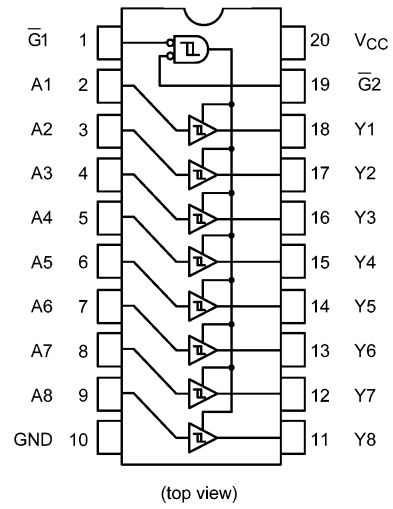 G̅1 1 20 VCC
A1 2 19 G̅2
A2 3 18 Y1
A3 4 17 Y2
A4 5 16 Y3
A5 6 15 Y4
A6 7 14 Y5
A7 8 13 Y6
A8 9 12 Y7
GND 10 11 Y8
(top view)